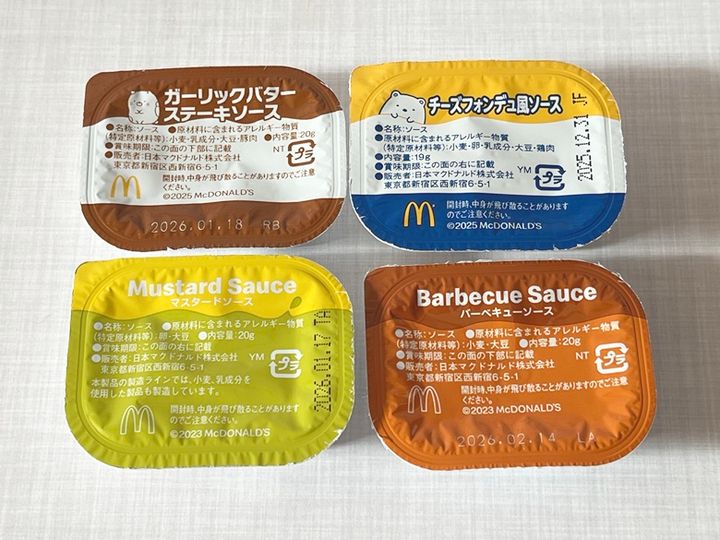 ガーリックバター
ステーキソース
●名称:ソース ●原材料に含まれるアレルギー物質
(特定原材料等):小麦・乳成分・大豆・豚肉 ●内容量20g
●賞味期限:この面の下部に記載 NT
●販売者:日本マクドナルド株式会社
東京都新宿区西新宿6-5-1
プラ
開封時、中身が飛び散ることがありますのでご注意
ください。
©2025 McDONALD'S
2026.01.18 RB
チーズフォンデュ風ソース
●名称:ソース
●原材料に含まれるアレルギー物質
(特定原材料等):小麦・卵・乳成分・大豆・鶏肉
●内容量:19g
●賞味期限:この面の右に記載
●販売者:日本マクドナルド株式会社 YM
東京都新宿区西新宿6-5-1
プラ
開封時、中身が飛び散ることがあります
のでご注意ください。
©2025 McDONALD'S
2025.12.31 JF
Mustard Sauce
マスタードソース
●名称:ソース ●原材料に含まれるアレルギー物質
(特定原材料等):卵・大豆 ●内容量:20g
●賞味期限:この面の右に記載
●販売者:日本マクドナルド株式会社 YM
東京都新宿区西新宿6-5-1
プラ
本製品の製造ラインでは、小麦、乳成分を
使用した製品も製造しています。
開封時、中身が飛び散ることがあります
のでご注意ください。
©2023 McDONALD'S
2026.01.17 TA
Barbecue Sauce
バーベキューソース
●名称:ソース ●原材料に含まれるアレルギー物質
(特定原材料等):小麦・大豆 ●内容量:20g
●賞味期限:この面の下部に記載 NT
●販売者:日本マクドナルド株式会社
東京都新宿区西新宿6-5-1
プラ
開封時、中身が飛び散ることがありますのでご注意
ください。
©2023 McDONALD'S
2026.02.14 LA